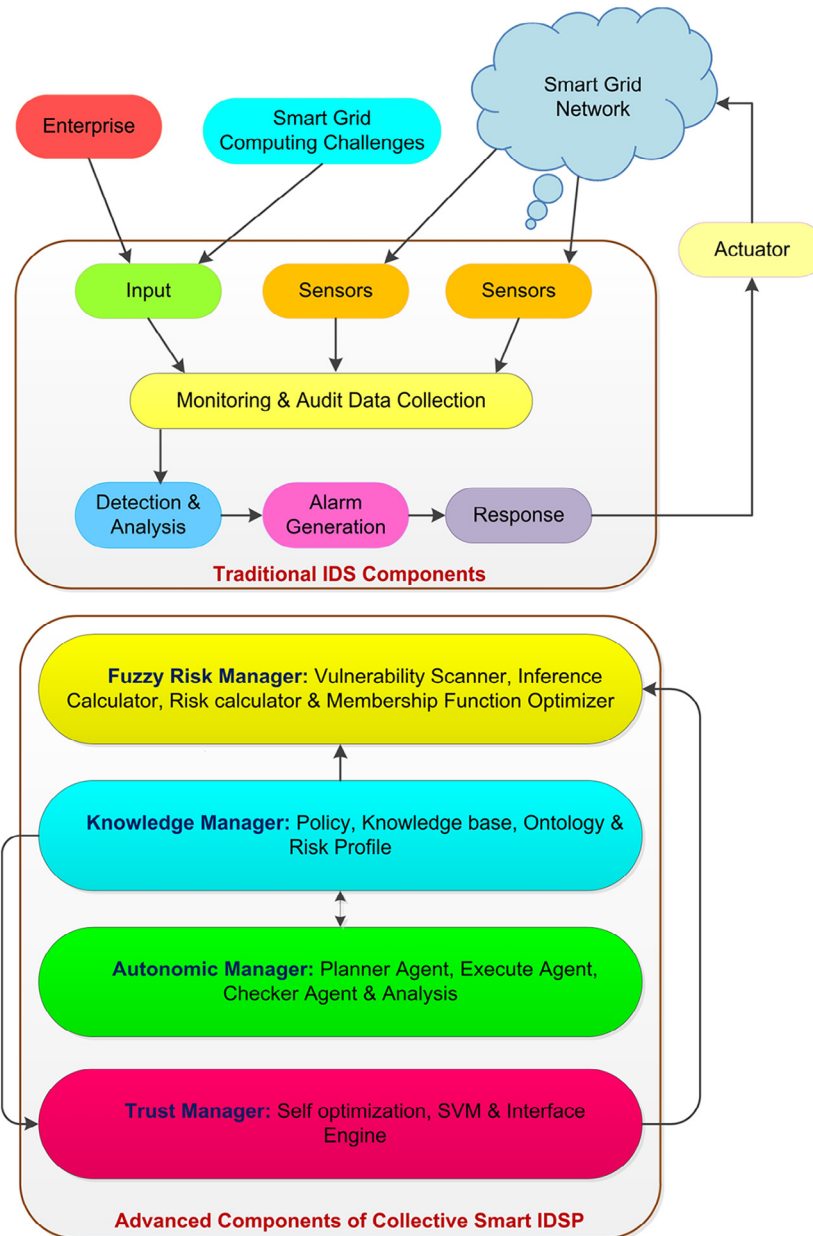 Smart Grid
Network
Enterprise
Smart Grid
Computing Challenges
Actuator
Input
Sensors
Sensors
Monitoring & Audit Data Collection
Detection &
Analysis
Alarm
Generation
Response
Traditional IDS Components
Fuzzy Risk Manager: Vulnerability Scanner, Inference
Calculator, Risk calculator & Membership Function Optimizer
Knowledge Manager: Policy, Knowledge base, Ontology &
Risk Profile
Autonomic Manager: Planner Agent, Execute Agent,
Checker Agent & Analysis
Trust Manager: Self optimization, SVM & Interface
Engine
Advanced Components of Collective Smart IDSP